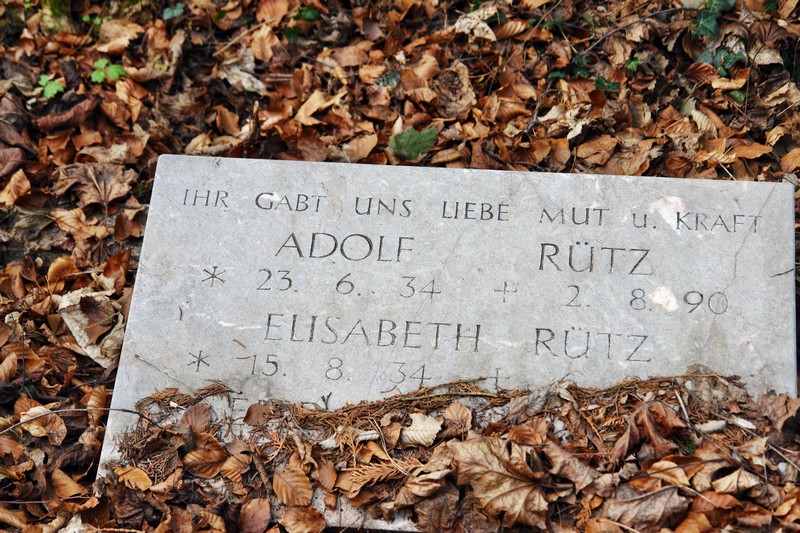 IHR GABT UNS LIEBE MUT U. KRAFT
ADOLF RÜTZ
* 23. 6. 34 + 2. 8. 90
ELISABETH RÜTZ
* 15. 8. 34 +